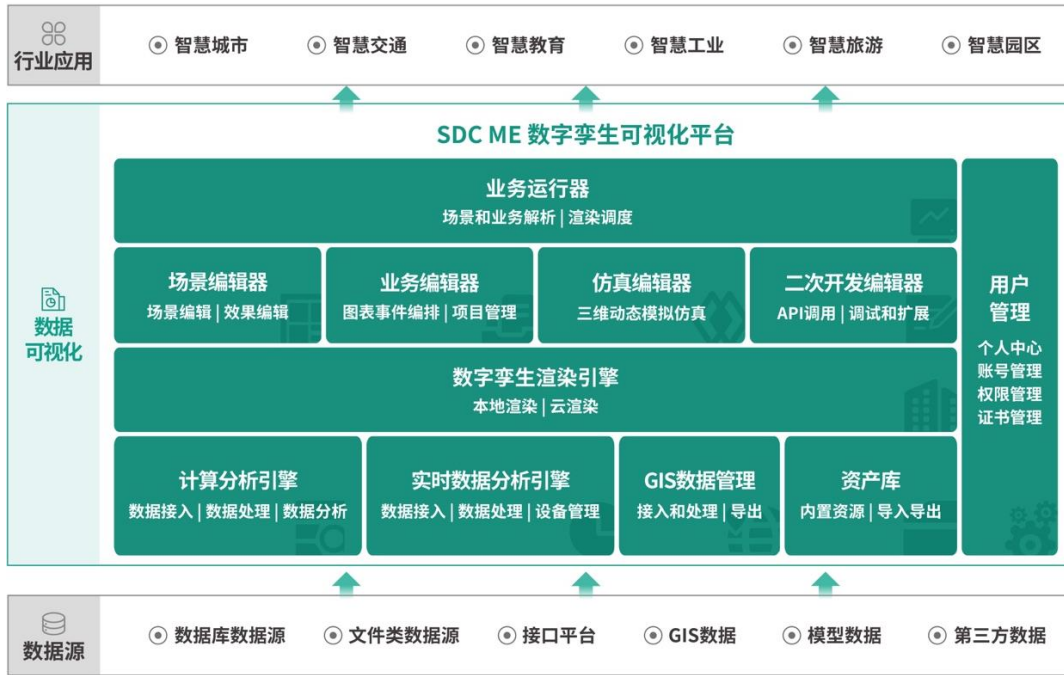 行业应用
智慧城市
智慧交通
智慧教育
智慧工业
智慧旅游
智慧园区
SDC ME 数字孪生可视化平台
数据
可视化
业务运行器
场景和业务解析 | 渲染调度
场景编辑器
场景编辑 | 效果编辑
业务编辑器
图表事件编排 | 项目管理
仿真编辑器
三维动态模拟仿真
二次开发编辑器
API调用 | 调试和扩展
数字孪生渲染引擎
本地渲染 | 云渲染
计算分析引擎
数据接入 | 数据处理 | 数据分析
实时数据分析引擎
数据接入 | 数据处理 | 设备管理
GIS数据管理
接入和处理 | 导出
资产库
内置资源 | 导入导出
用户
管理
个人中心
账号管理
权限管理
证书管理
数据源
数据库数据源
文件类数据源
接口平台
GIS数据
模型数据
第三方数据